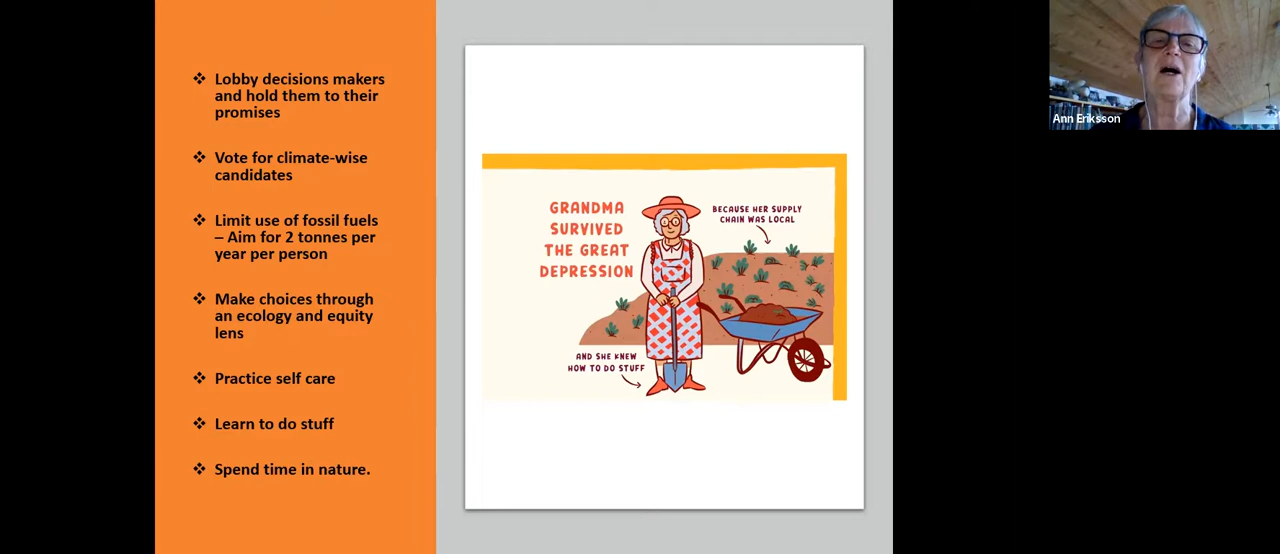 ❖ Lobby decisions makers
and hold them to their
promises
❖ Vote for climate-wise
candidates
❖ Limit use of fossil fuels
– Aim for 2 tonnes per
year per person
❖ Make choices through
an ecology and equity
lens
❖ Practice self care
❖ Learn to do stuff
❖ Spend time in nature.
GRANDMA
SURVIVED
THE GREAT
DEPRESSION
BECAUSE HER SUPPLY
CHAIN WAS LOCAL
AND SHE KNEW
HOW TO DO STUFF
Ann Eriksson